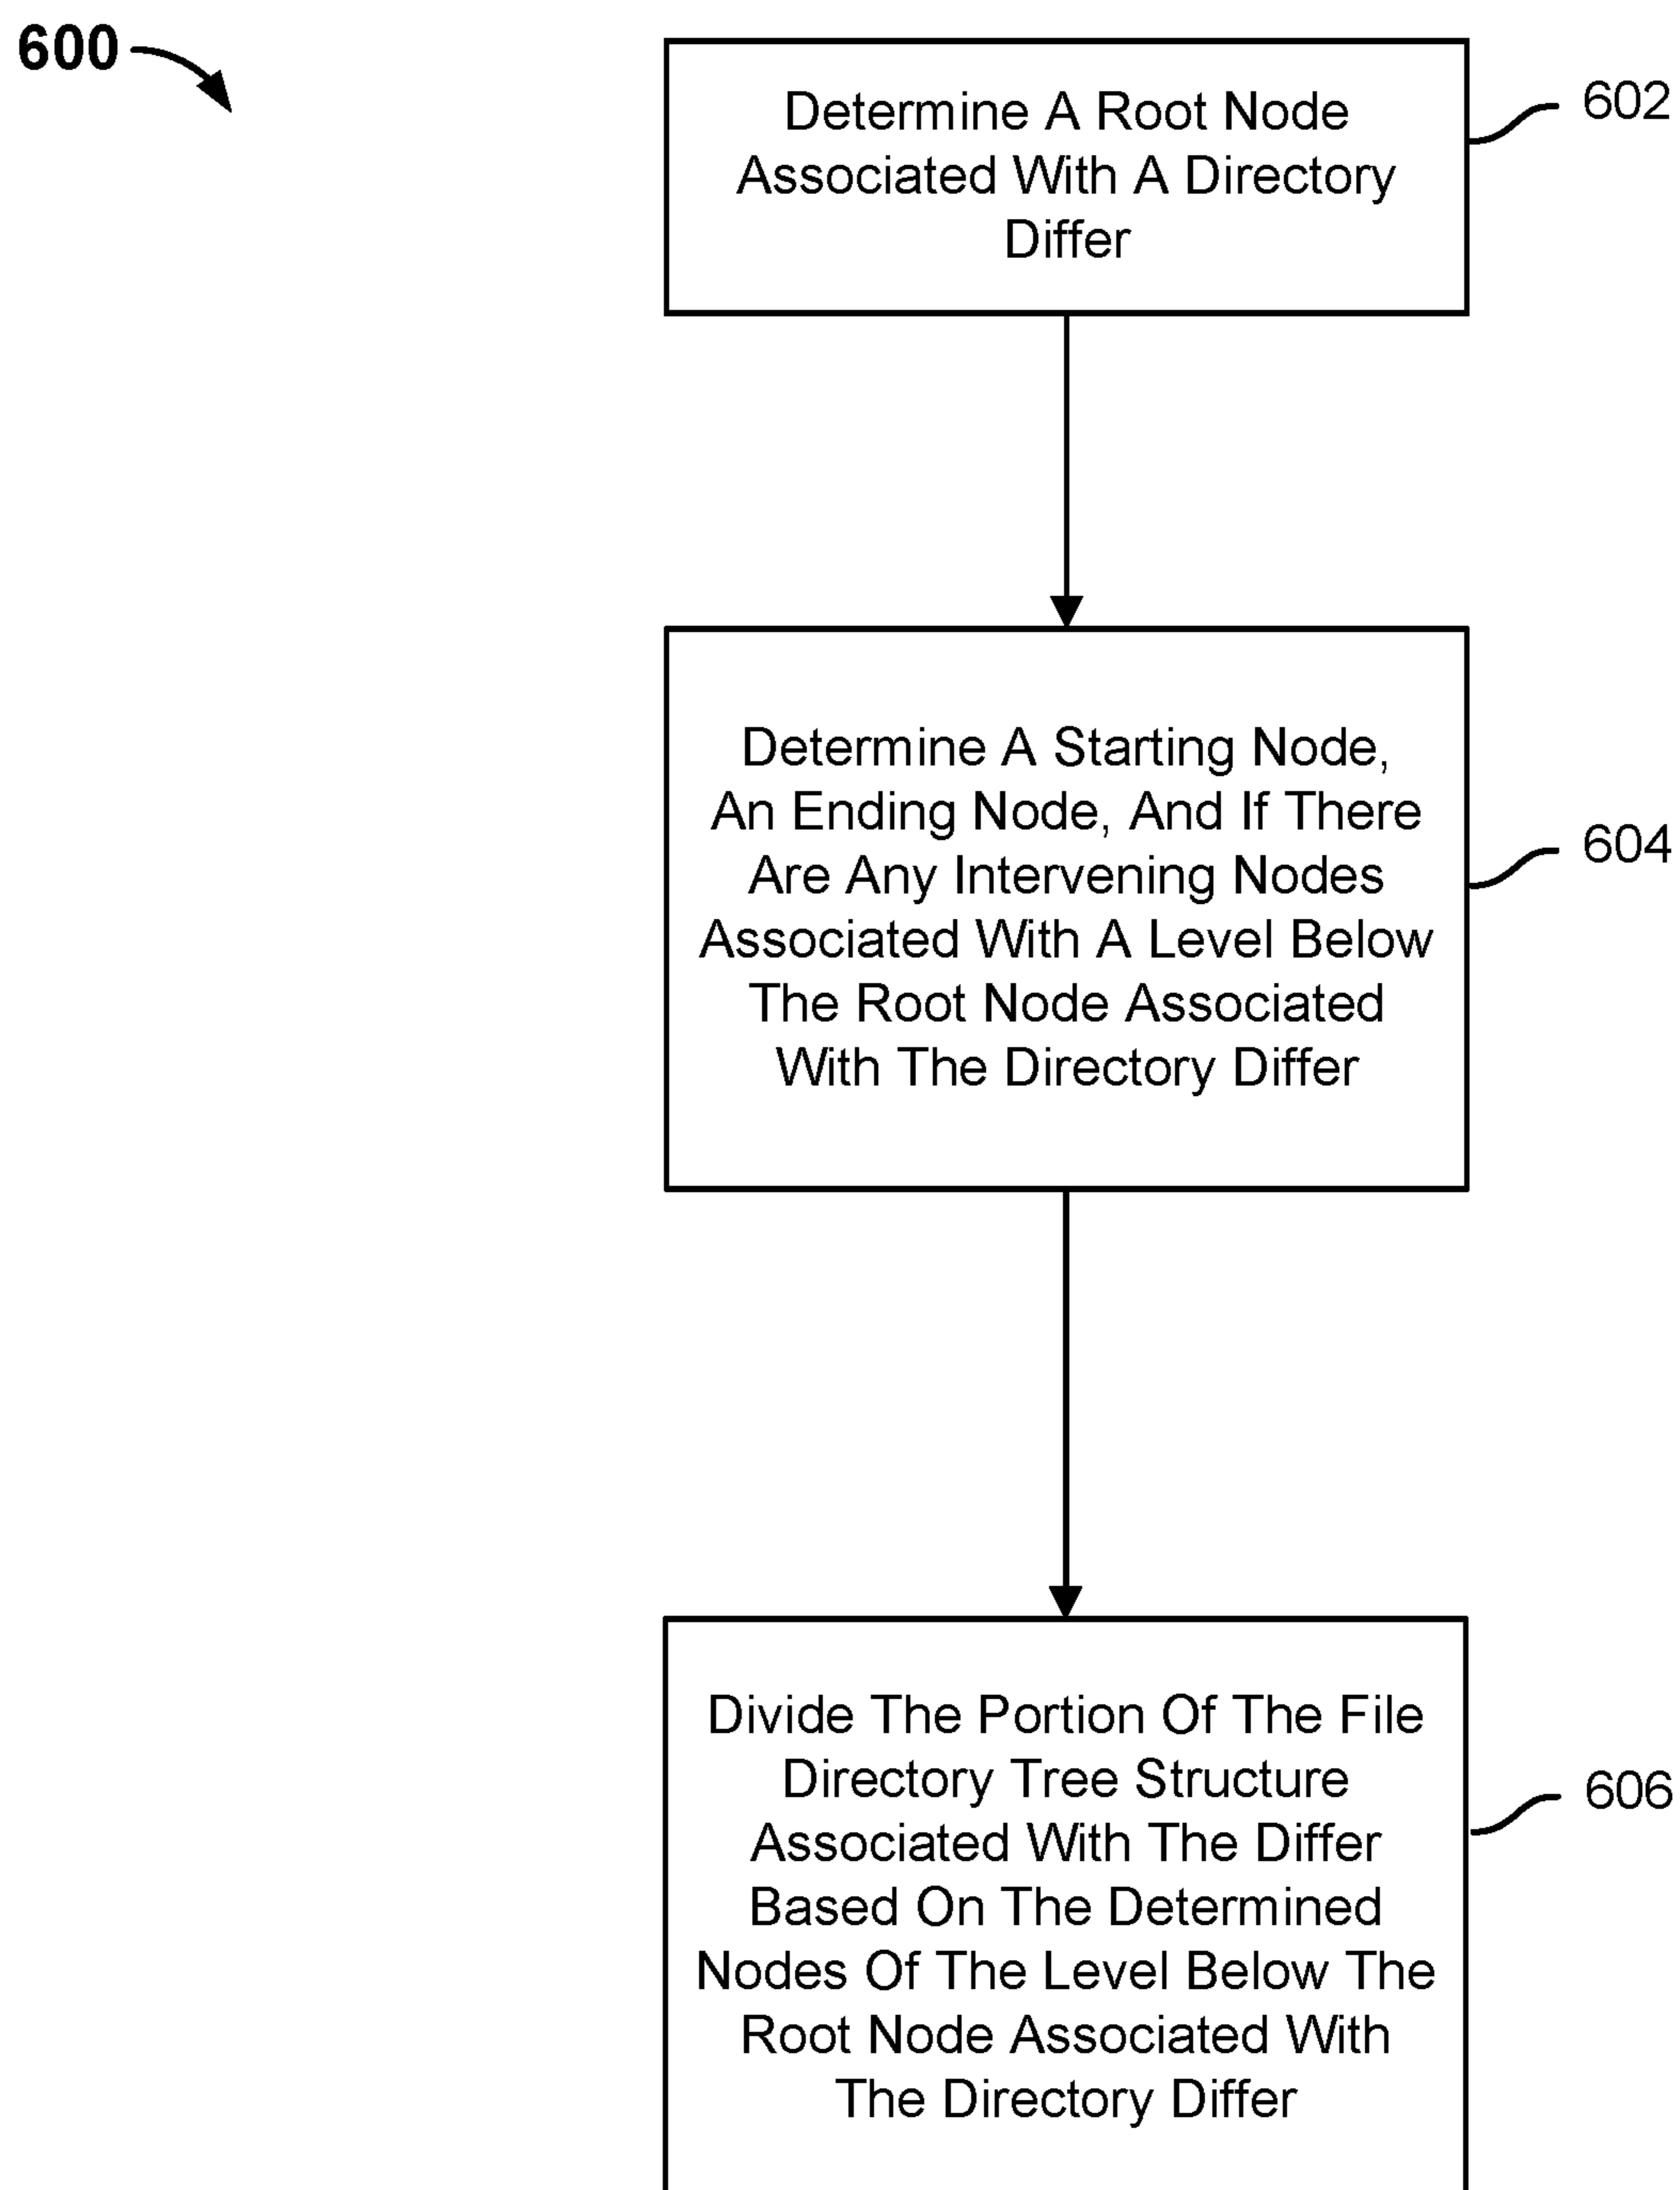 600
Determine A Root Node
Associated With A Directory
Differ
602
Determine A Starting Node,
An Ending Node, And If There
Are Any Intervening Nodes
Associated With A Level Below
The Root Node Associated
With The Directory Differ
604
Divide The Portion Of The File
Directory Tree Structure
Associated With The Differ
Based On The Determined
Nodes Of The Level Below The
Root Node Associated With
The Directory Differ
606